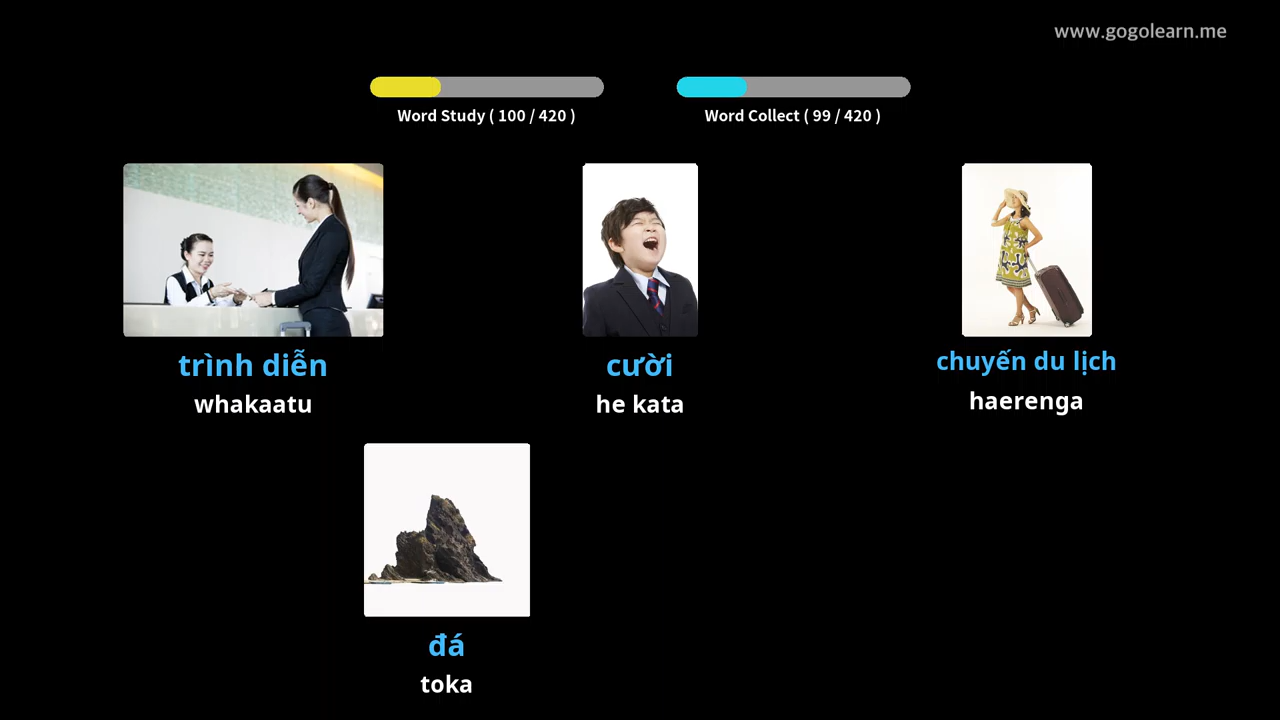 www.gogolearn.me
Word Study ( 100 / 420 )
Word Collect ( 99 / 420 )
trình diễn
whakaatu
cười
he kata
chuyến du lịch
haerenga
đá
toka